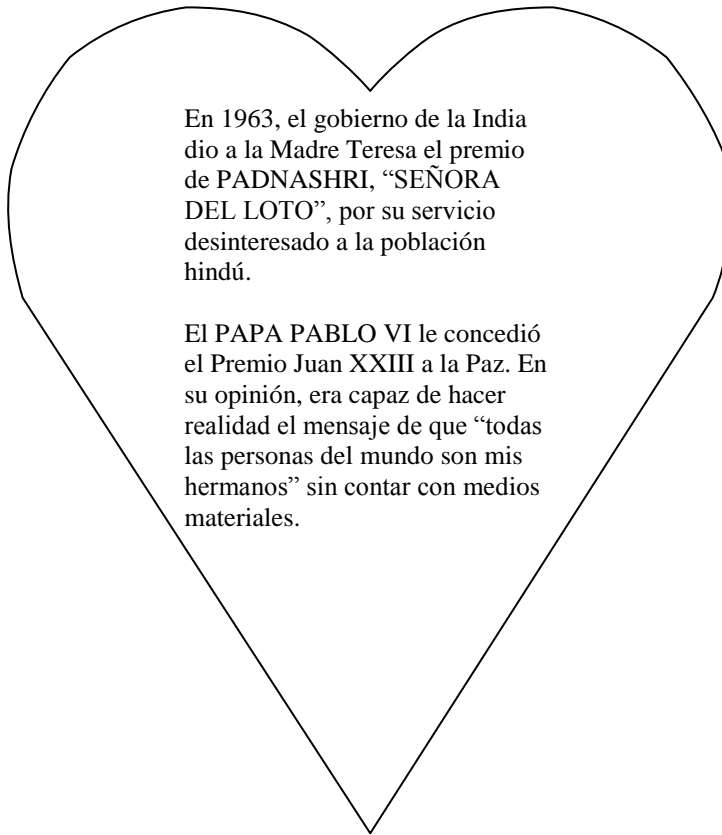 En 1963, el gobierno de la India
dio a la Madre Teresa el premio
de PADNASHRI, “SEÑORA
DEL LOTO”, por su servicio
desinteresado a la población
hindú.
El PAPA PABLO VI le concedió
el Premio Juan XXIII a la Paz. En
su opinión, era capaz de hacer
realidad el mensaje de que “todas
las personas del mundo son mis
hermanos” sin contar con medios
materiales.